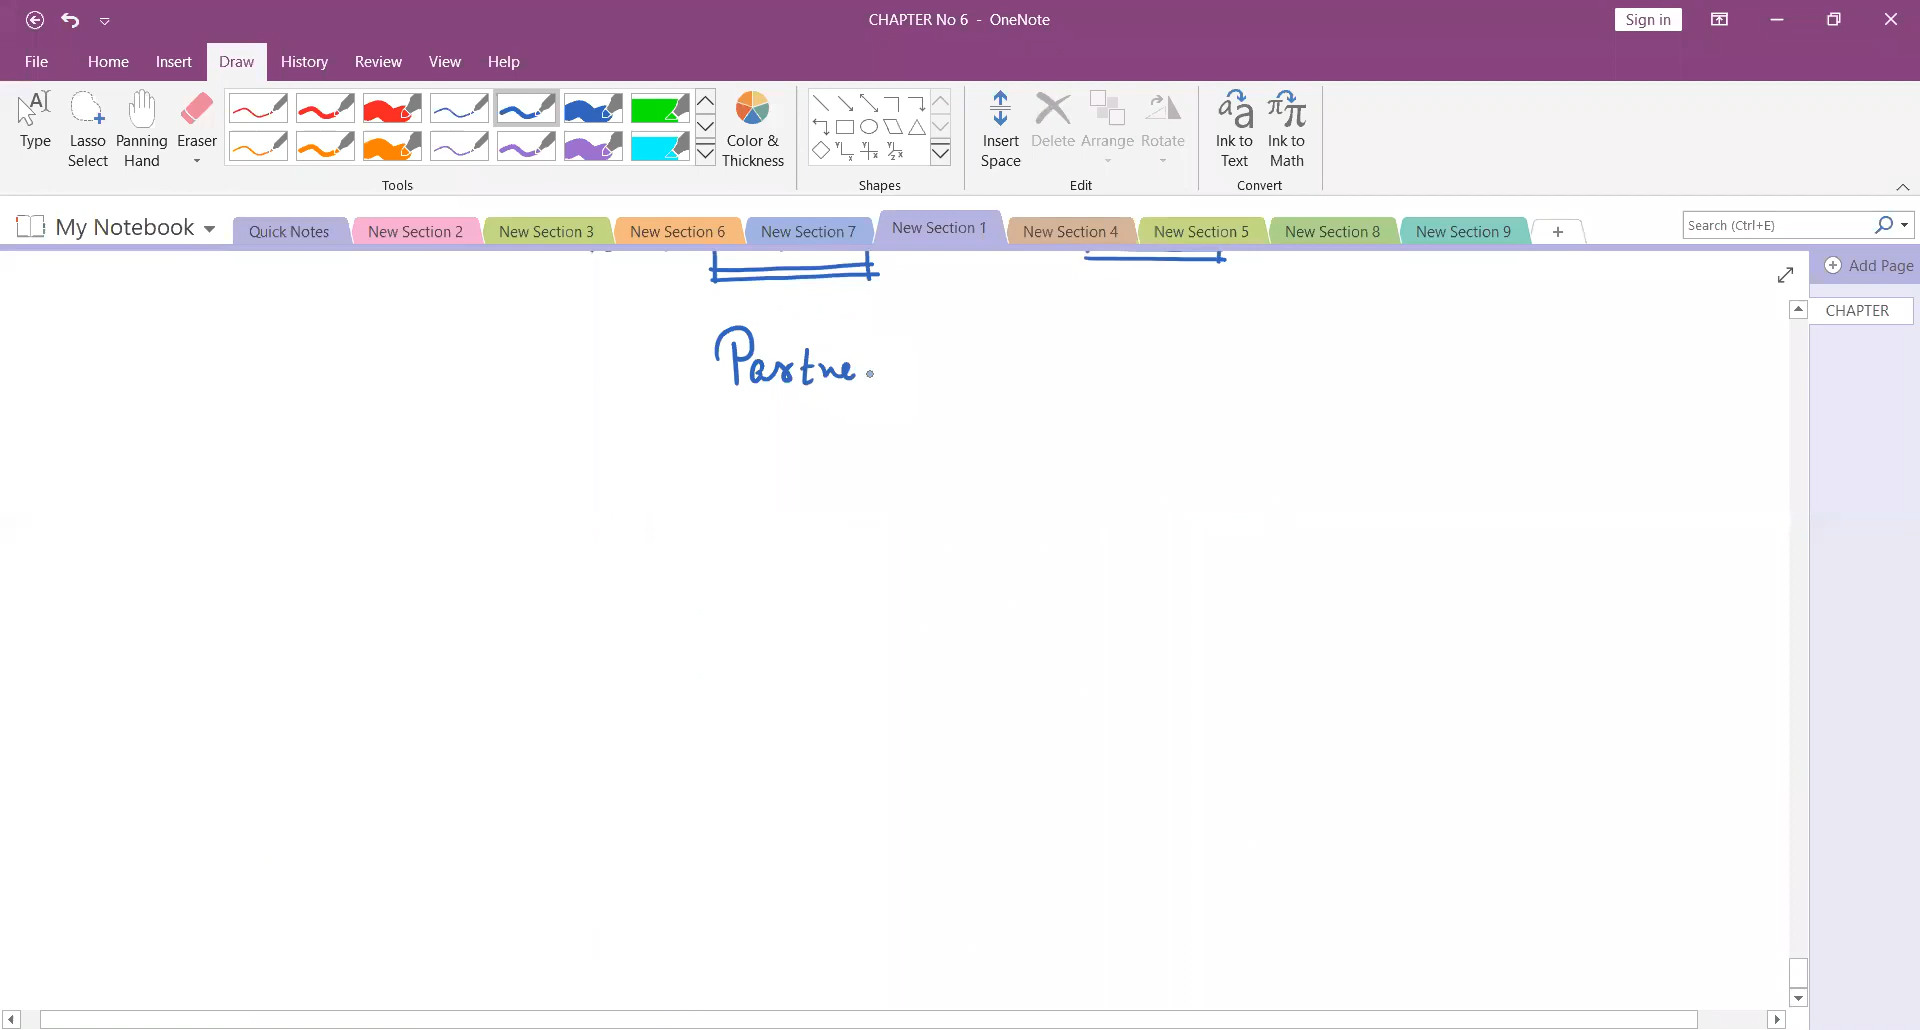 CHAPTER No 6 - OneNote
Sign in
File Home Insert Draw History Review View Help
Type
Lasso Select
Panning Hand
Eraser
Color & Thickness
Insert Space
Delete
Arrange
Rotate
Ink to Text
Ink to Math
Tools
Shapes
Edit
Convert
My Notebook
Quick Notes
New Section 2
New Section 3
New Section 6
New Section 7
New Section 1
New Section 4
New Section 5
New Section 8
New Section 9
Search (Ctrl+E)
Add Page
CHAPTER
Partne